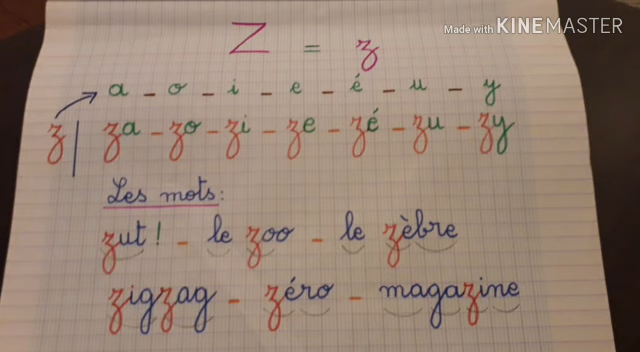 Made with KINEMASTER
Z = z
a - o - i - e - é - u - y
z | za - zo - zi - ze - zé - zu - zy
Les mots:
zut! - le zoo - le zèbre
zigzag - zéro - magazine